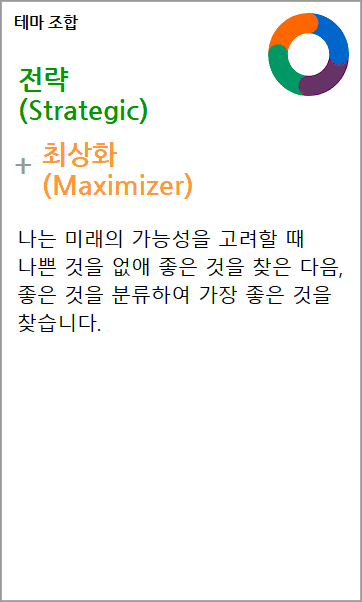 테마 조합
전략
(Strategic)
+ 최상화
(Maximizer)
나는 미래의 가능성을 고려할 때
나쁜 것을 없애 좋은 것을 찾은 다음,
좋은 것을 분류하여 가장 좋은 것을
찾습니다.